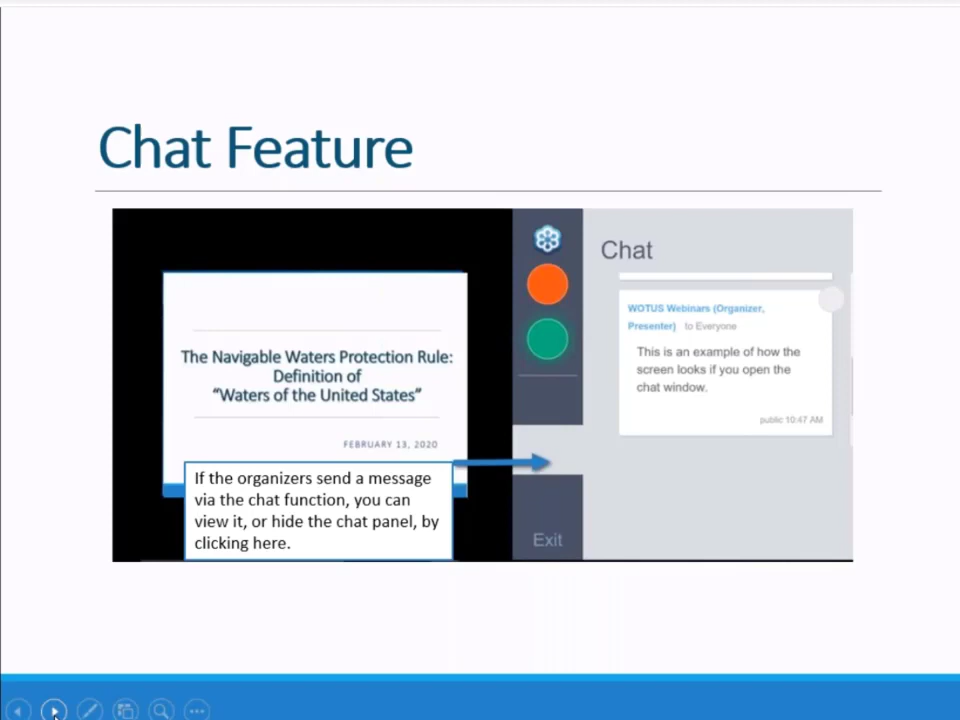 Chat Feature
The Navigable Waters Protection Rule:
Definition of
“Waters of the United States”
FEBRUARY 13, 2020
If the organizers send a message
via the chat function, you can
view it, or hide the chat panel, by
clicking here.
Exit
Chat
WOTUS Webinars (Organizer,
Presenter) to Everyone
This is an example of how the
screen looks if you open the
chat window.
public 10:47 AM